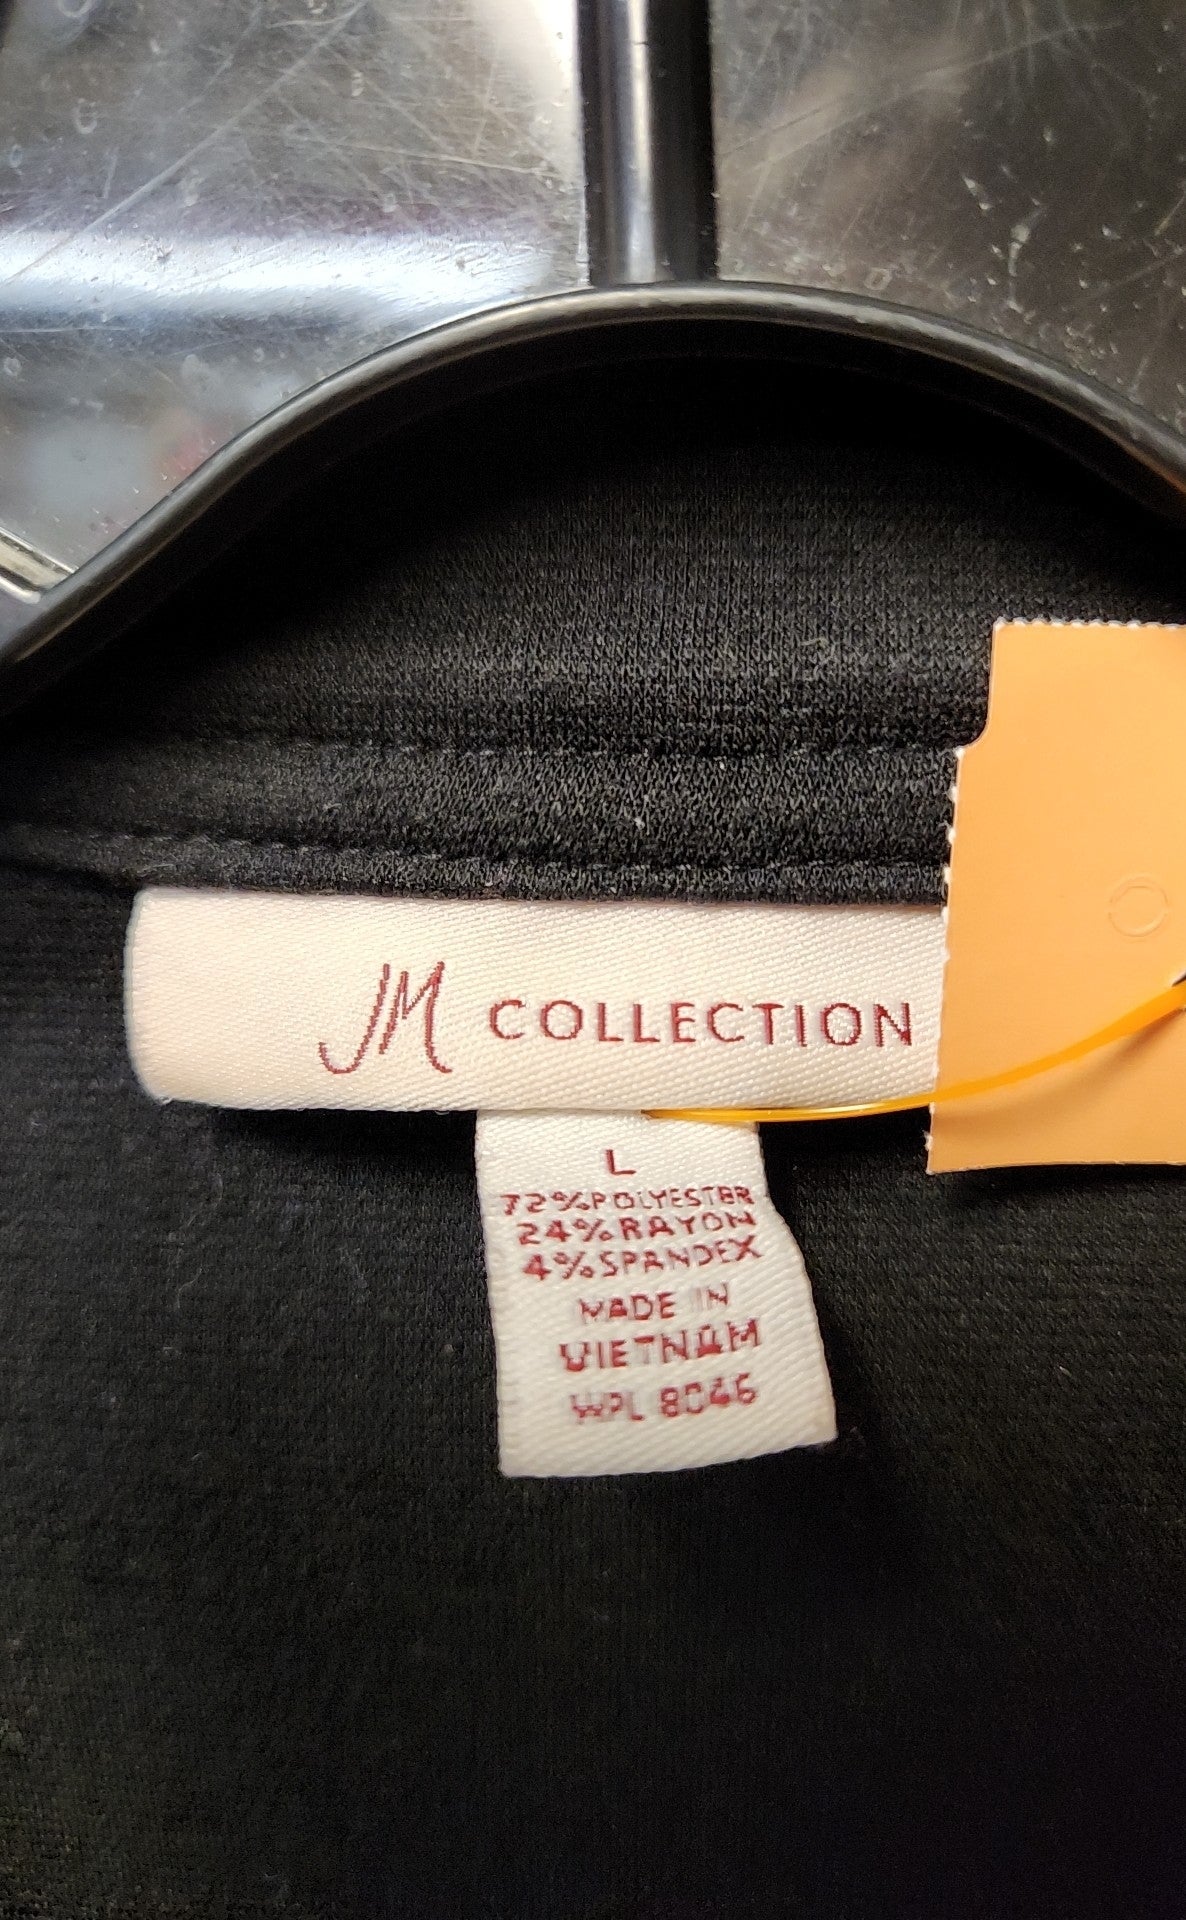 JM COLLECTION
L
72%POLYESTER
24%RAYON
4%SPANDEX
MADE IN
VIETNAM
WPL 8046